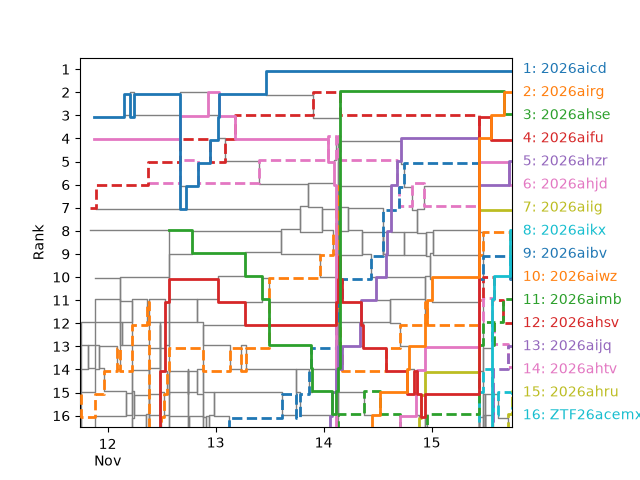 1
2
3
4
5
6
7
8
9
10
11
12
13
14
15
16
Rank
12
13
14
15
Nov
1: 2026aicd
2: 2026airg
3: 2026ahse
4: 2026aifu
5: 2026ahzr
6: 2026ahjd
7: 2026aiig
8: 2026aikx
9: 2026aibv
10: 2026aiwz
11: 2026aimb
12: 2026ahsv
13: 2026aijq
14: 2026ahtv
15: 2026ahru
16: ZTF26acemx